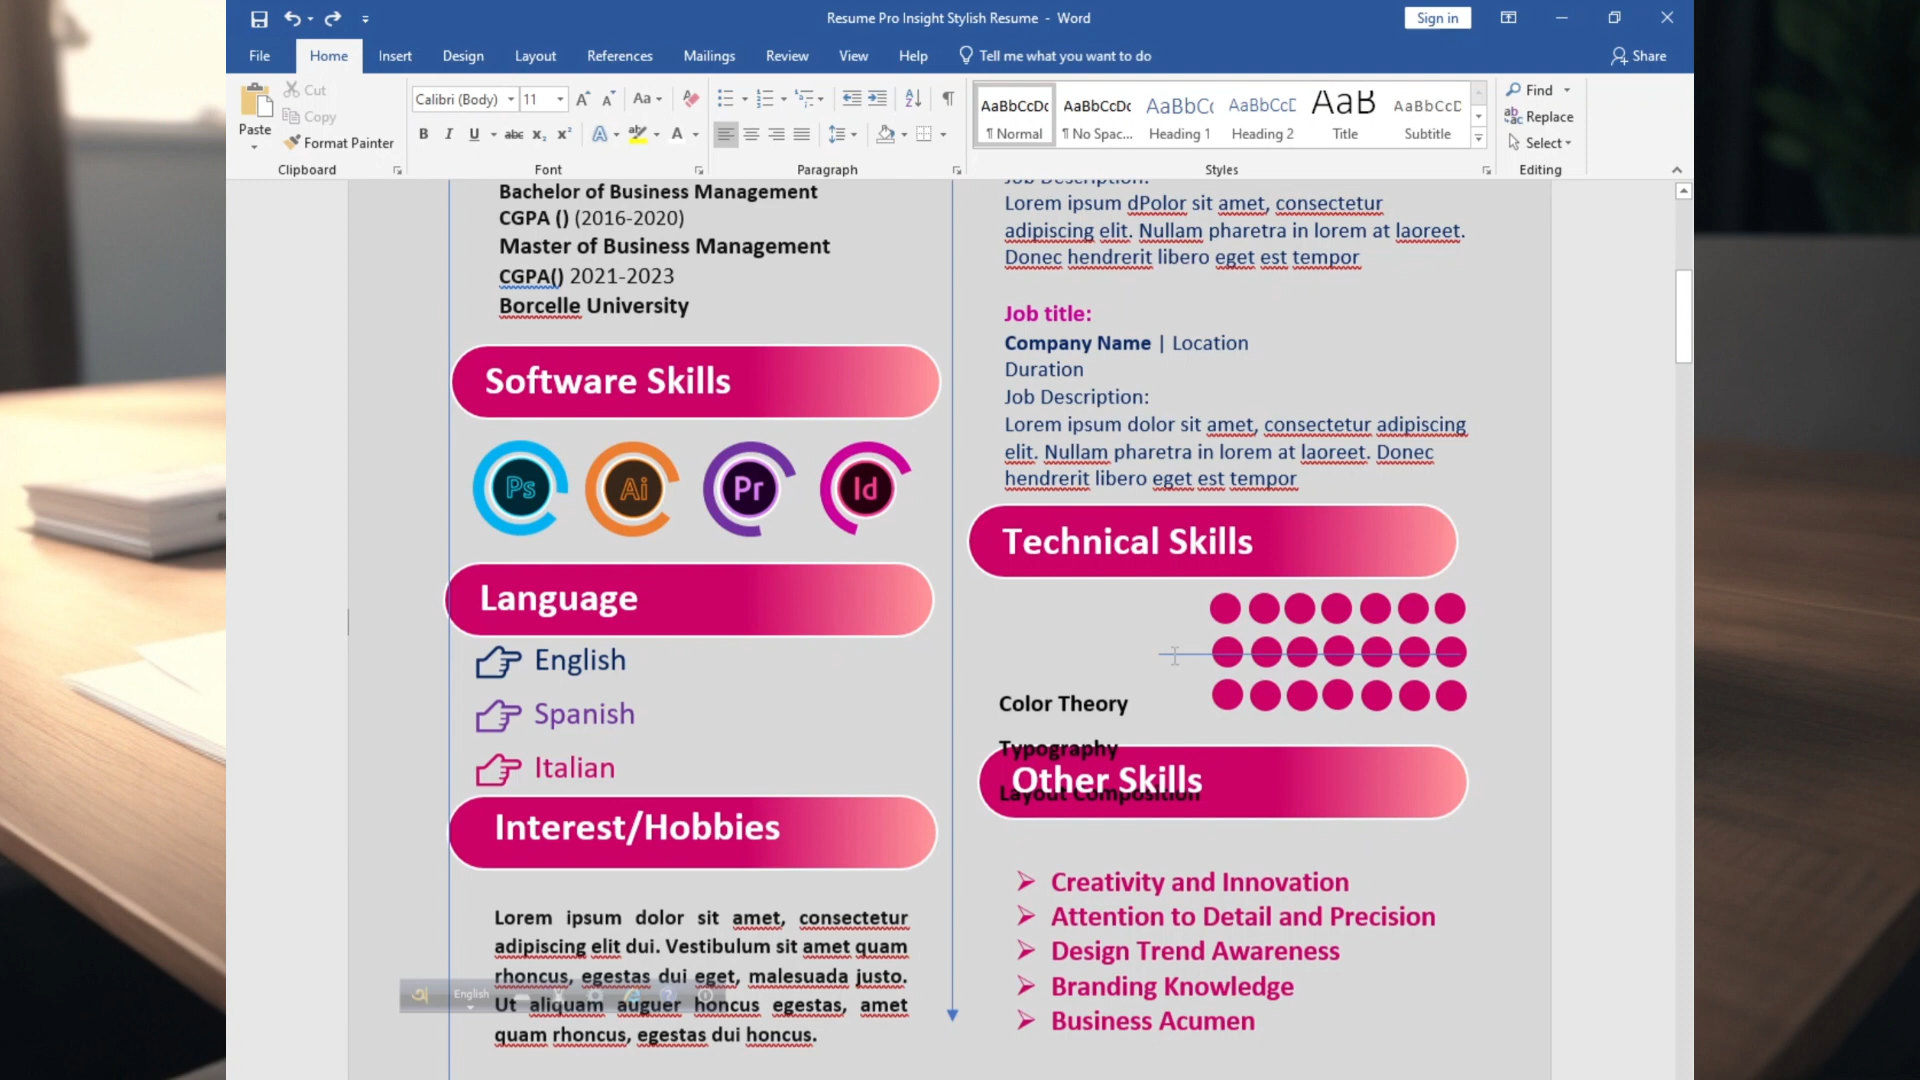 Resume Pro Insight Stylish Resume - Word
Sign in
File Home Insert Design Layout References Mailings Review View Help Tell me what you want to do Share
Paste
Cut
Copy
Format Painter
Clipboard
Calibri (Body) 11
Font
Paragraph
AaBbCcDc AaBbCcDc AaBbC AaBbCcC AaB AaBbCcD
¶ Normal ¶ No Spac... Heading 1 Heading 2 Title Subtitle
Styles
Find
Replace
Select
Editing
Bachelor of Business Management
CGPA () (2016-2020)
Master of Business Management
CGPA() 2021-2023
Borcelle University
Software Skills
Ps Ai Pr Id
Language
English
Spanish
Italian
Interest/Hobbies
Lorem ipsum dolor sit amet, consectetur
adipiscing elit dui. Vestibulum sit amet quam
rhoncus, egestas dui eget, malesuada justo.
Ut aliquam auguer honcus egestas, amet
quam rhoncus, egestas dui honcus.
English
Job Description:
Lorem ipsum dPolor sit amet, consectetur
adipiscing elit. Nullam pharetra in lorem at laoreet.
Donec hendrerit libero eget est tempor
Job title:
Company Name | Location
Duration
Job Description:
Lorem ipsum dolor sit amet, consectetur adipiscing
elit. Nullam pharetra in lorem at laoreet. Donec
hendrerit libero eget est tempor
Technical Skills
Color Theory
Typography
Other Skills
Layout Composition
Creativity and Innovation
Attention to Detail and Precision
Design Trend Awareness
Branding Knowledge
Business Acumen